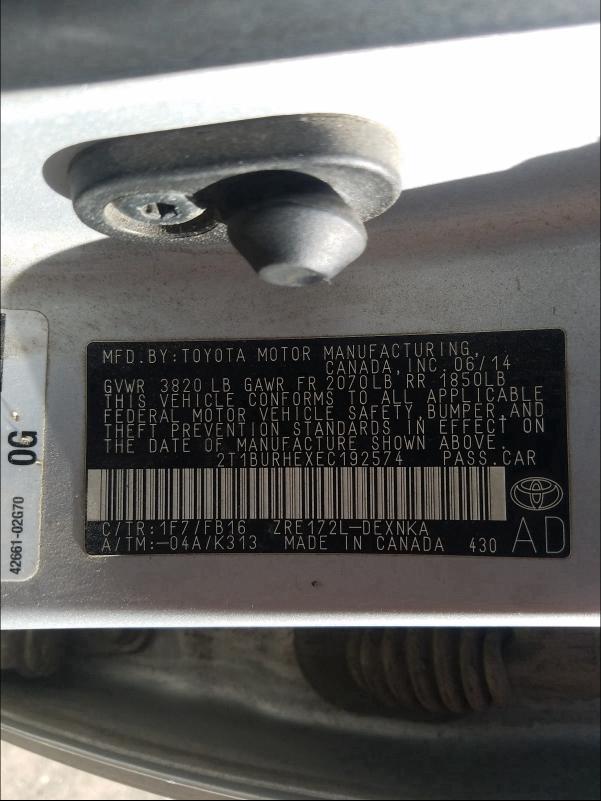 MFD.BY:TOYOTA MOTOR MANUFACTURING,
CANADA, INC. 06/14
GVWR 3820 LB GAWR FR 2070LB, RR 1850LB
THIS VEHICLE CONFORMS TO ALL APPLICABLE
FEDERAL MOTOR VEHICLE SAFETY, BUMPER, AND
THEFT PREVENTION STANDARDS IN EFFECT ON
THE DATE OF MANUFACTURE SHOWN ABOVE.
2T1BURHEXEC192574 PASS.CAR
C/TR:1F7/FB16 ZRE172L-DEXNKA
A/TM:-04A/K313 MADE IN CANADA 430
AD
0G
42661-02G70